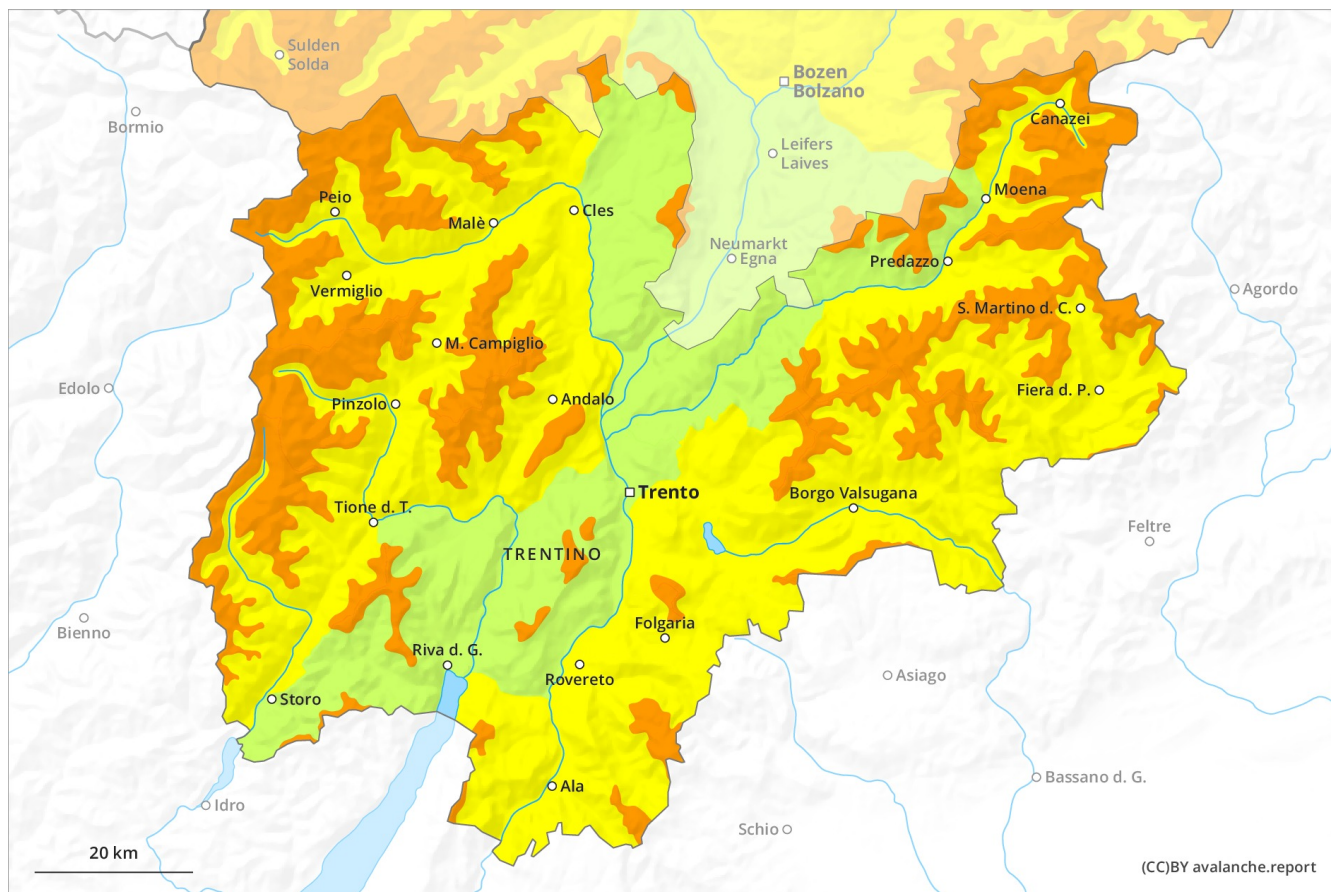 Sulden
Solda
Bozen
Bolzano
Bormio
Canazei
Leifers
Laives
Moena
Peio
Malè
Cles
Neumarkt
Egna
Predazzo
Vermiglio
Agordo
S. Martino d. C.
M. Campiglio
Edolo
Fiera d. P.
Pinzolo
Andalo
Trento
Borgo Valsugana
Tione d. T.
Feltre
TRENTINO
Bienno
Folgaria
Riva d. G.
Rovereto
Asiago
Storo
Bassano d. G.
Ala
Idro
Schio
20 km
(CC)BY avalanche.report